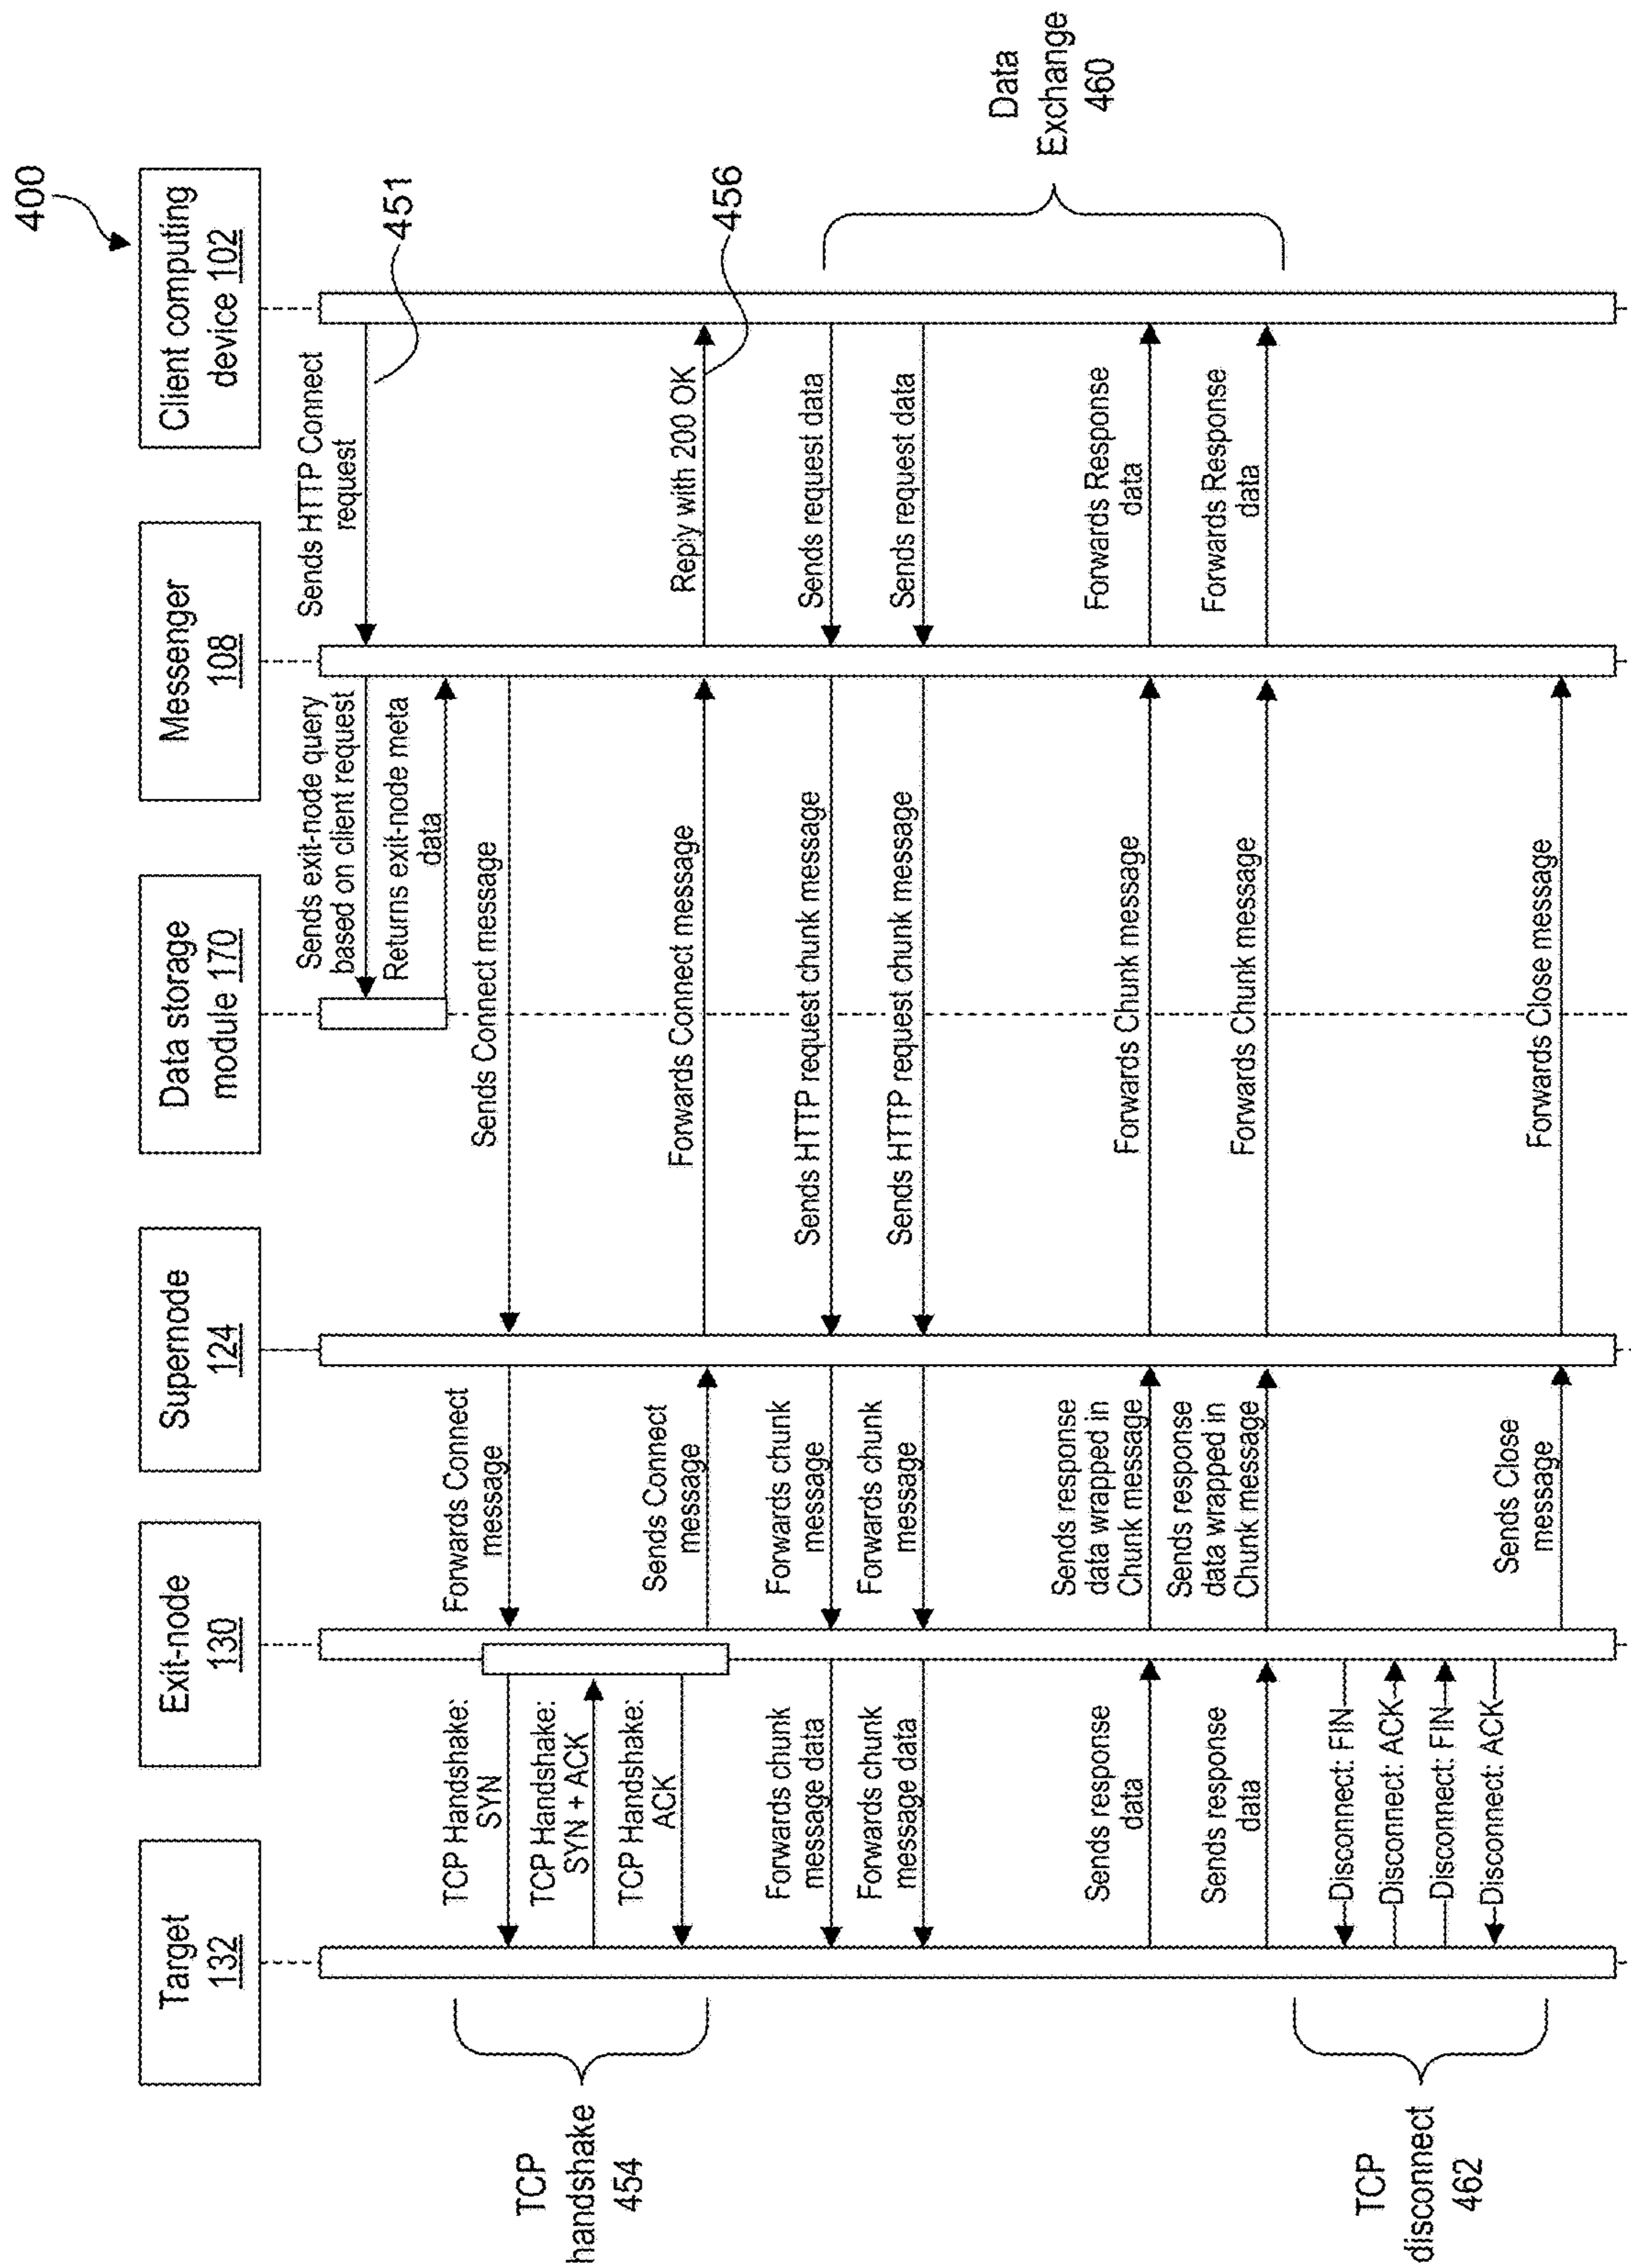 400
Target
132
Exit-node
130
Supernode
124
Data storage
module 170
Messenger
108
Client computing
device 102
Sends HTTP Connect
request
451
Sends exit-node query
based on client request
Returns exit-node meta
data
Sends Connect message
Forwards Connect
message
TCP Handshake:
SYN
TCP Handshake:
SYN + ACK
TCP Handshake:
ACK
TCP
handshake
454
Sends Connect
message
Forwards Connect message
Reply with 200 OK
456
Sends request data
Sends HTTP request chunk message
Forwards chunk
message
Forwards chunk
message data
Sends request data
Sends HTTP request chunk message
Forwards chunk
message
Forwards chunk
message data
Data
Exchange
460
Sends response
data
Sends response
data wrapped in
Chunk message
Forwards Chunk message
Forwards Response
data
Sends response
data
Sends response
data wrapped in
Chunk message
Forwards Chunk message
Forwards Response
data
Disconnect: FIN
Disconnect: ACK
Disconnect: FIN
Disconnect: ACK
TCP
disconnect
462
Sends Close
message
Forwards Close message